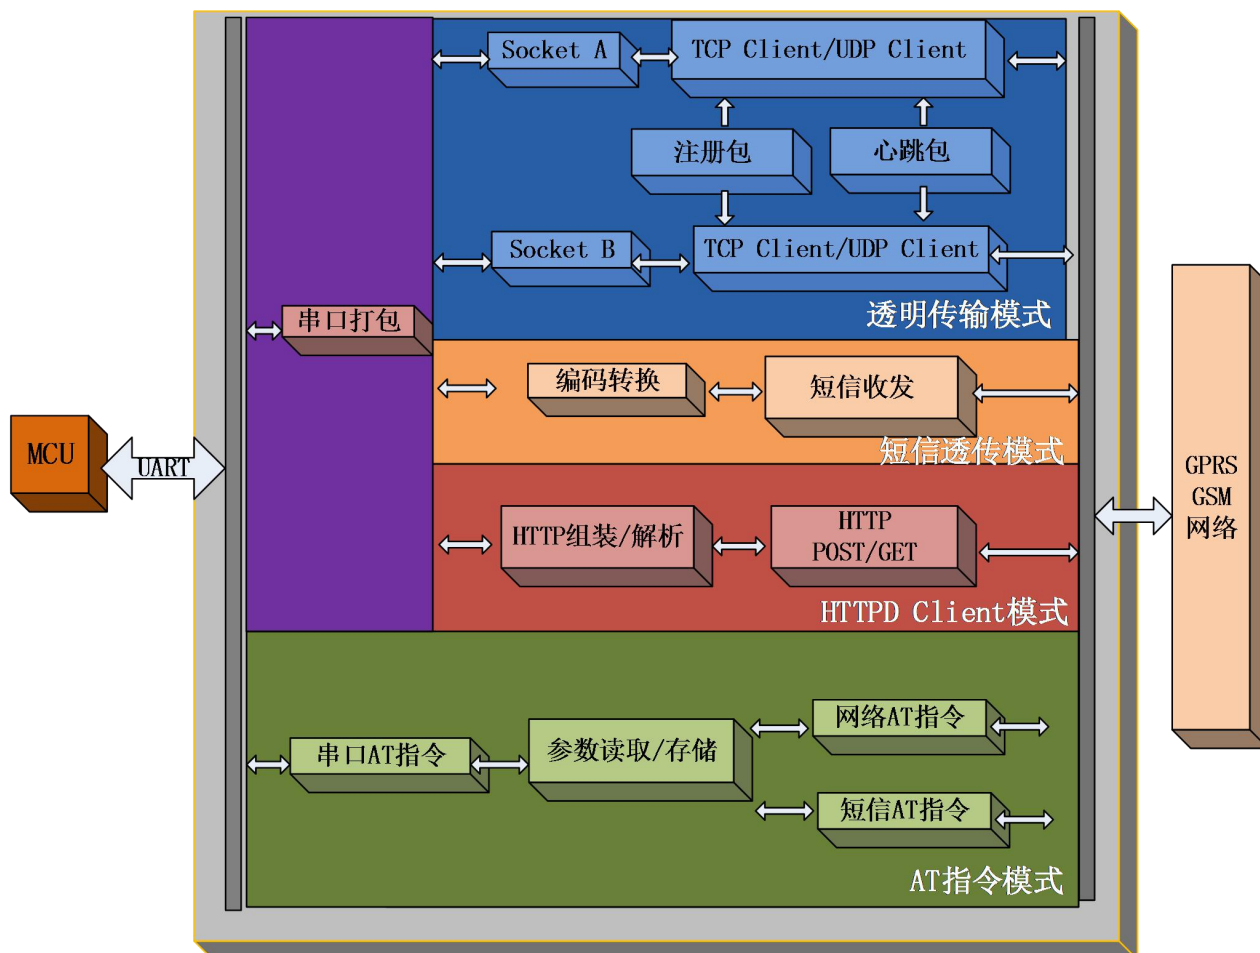 Socket A
TCP Client/UDP Client
注册包
心跳包
Socket B
TCP Client/UDP Client
透明传输模式
串口打包
编码转换
短信收发
短信透传模式
MCU
UART
HTTP组装/解析
HTTP
POST/GET
HTTPD Client模式
GPRS
GSM
网络
串口AT指令
参数读取/存储
网络AT指令
短信AT指令
AT指令模式